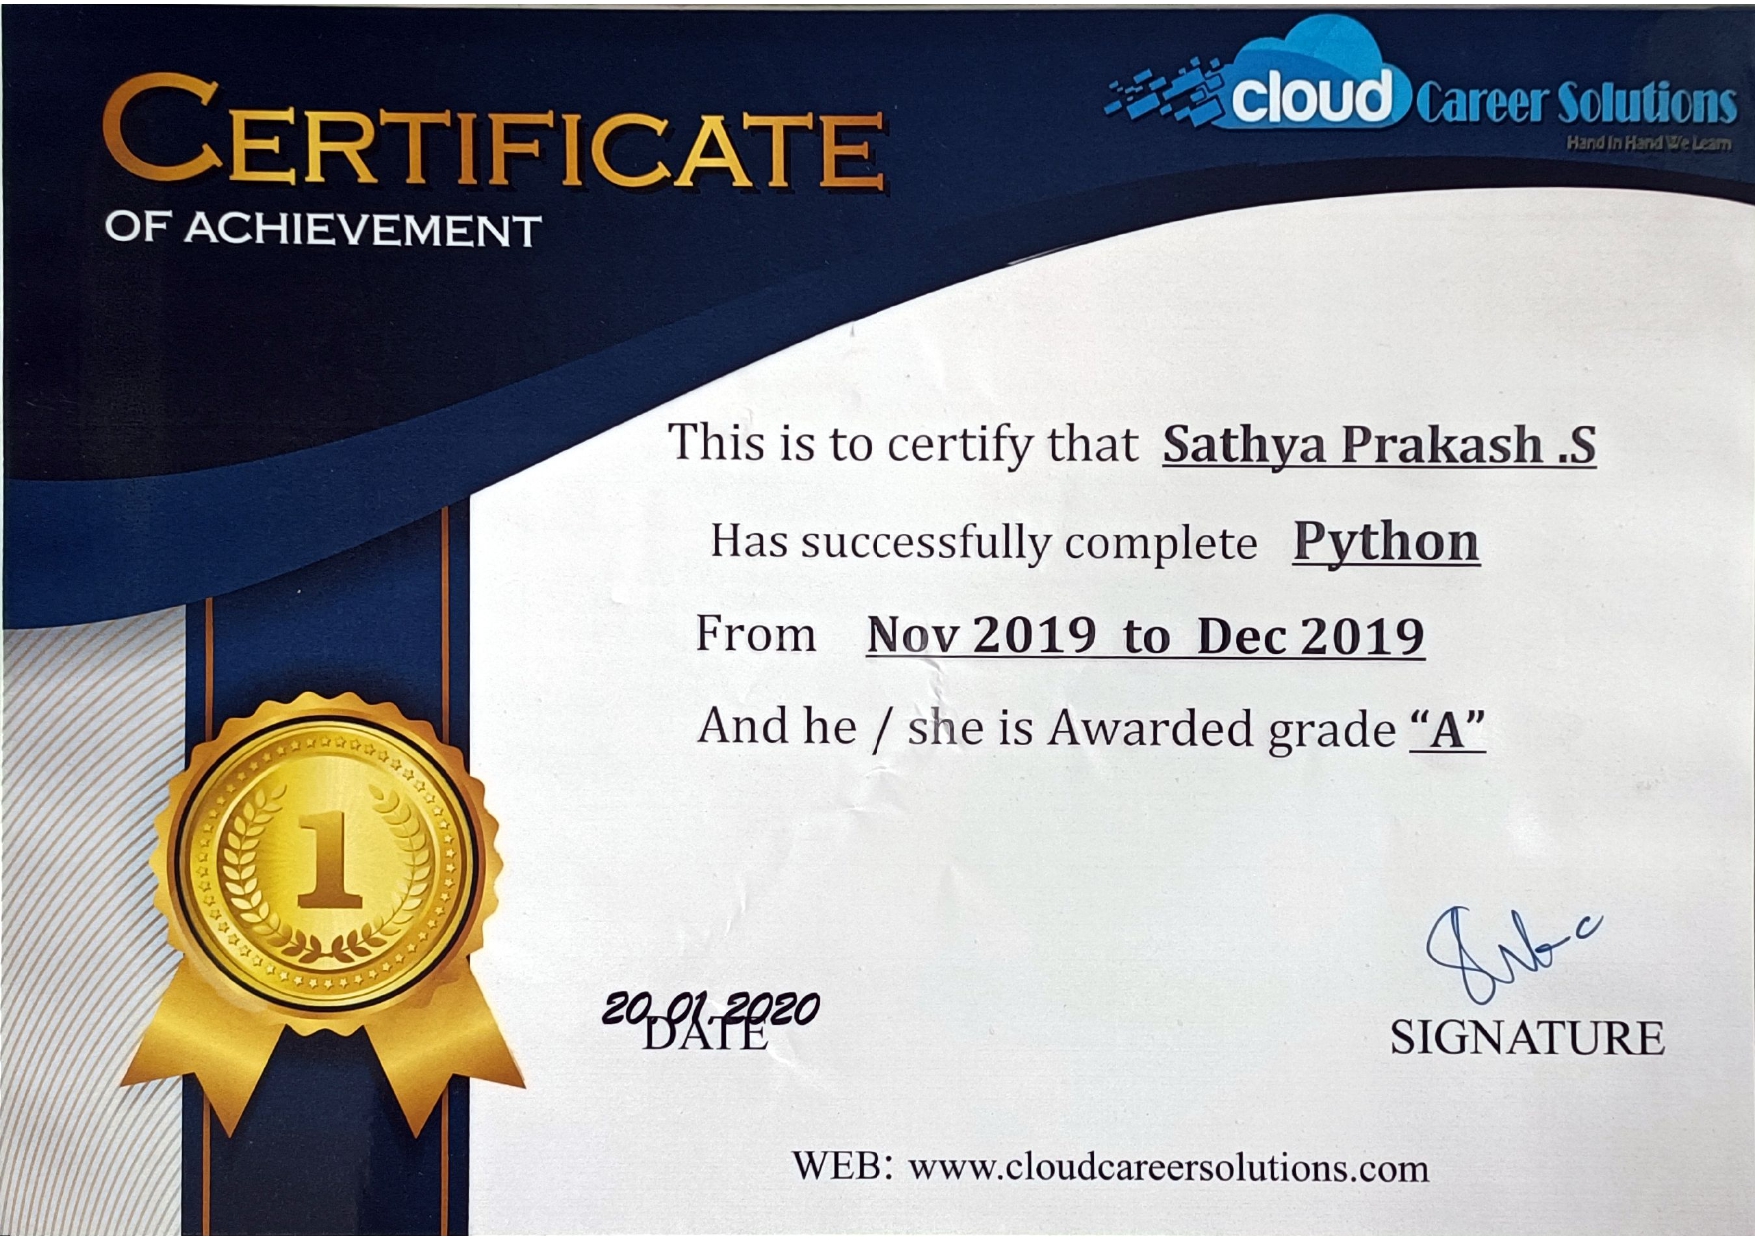 CERTIFICATE
OF ACHIEVEMENT
cloud Career Solutions
Hand In Hand We Learn
This is to certify that Sathya Prakash .S
Has successfully complete Python
From Nov 2019 to Dec 2019
And he / she is Awarded grade “A”
1
20.01.2020
DATE
SIGNATURE
WEB: www.cloudcareersolutions.com